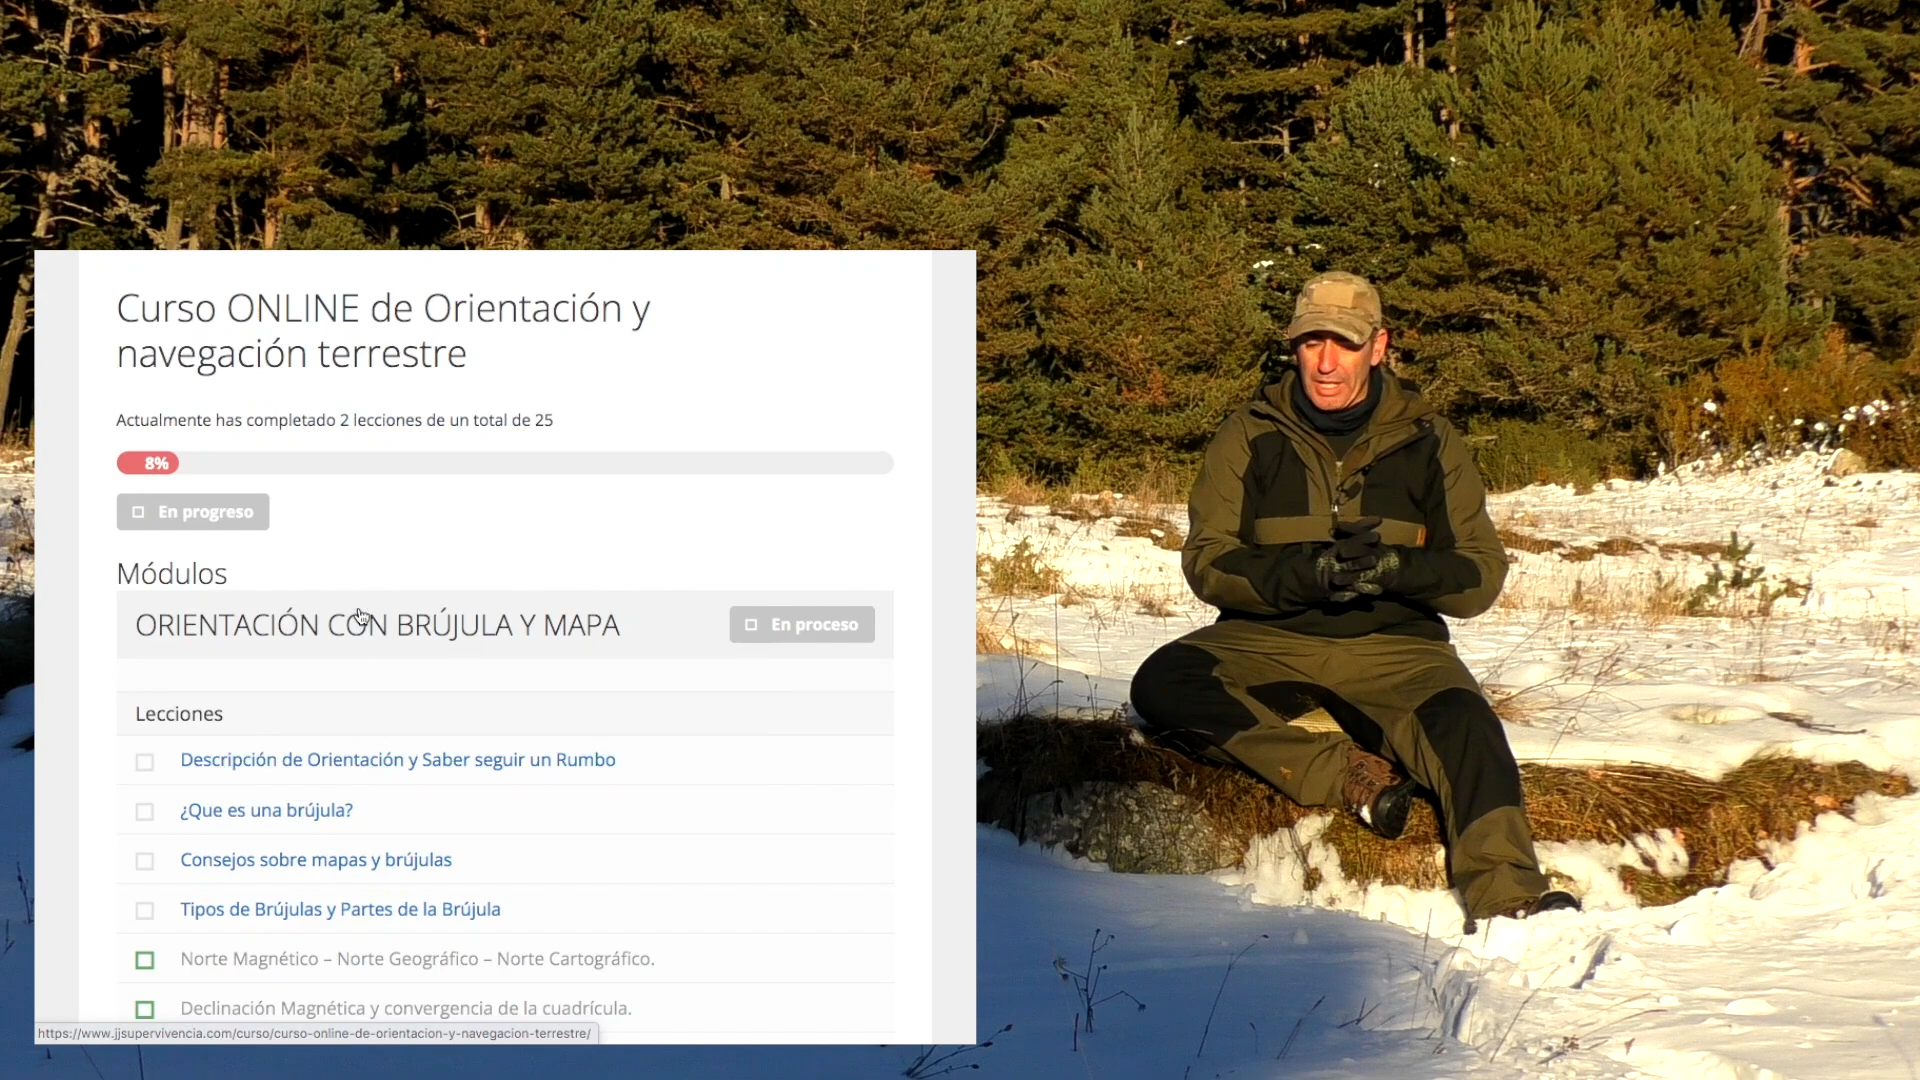 Curso ONLINE de Orientación y
navegación terrestre
Actualmente has completado 2 lecciones de un total de 25
8%
En progreso
Módulos
ORIENTACIÓN CON BRÚJULA Y MAPA
En proceso
Lecciones
Descripción de Orientación y Saber seguir un Rumbo
¿Que es una brújula?
Consejos sobre mapas y brújulas
Tipos de Brújulas y Partes de la Brújula
Norte Magnético – Norte Geográfico – Norte Cartográfico.
Declinación Magnética y convergencia de la cuadrícula.
https://www.jjsupervivencia.com/curso/curso-online-de-orientacion-y-navegacion-terrestre/